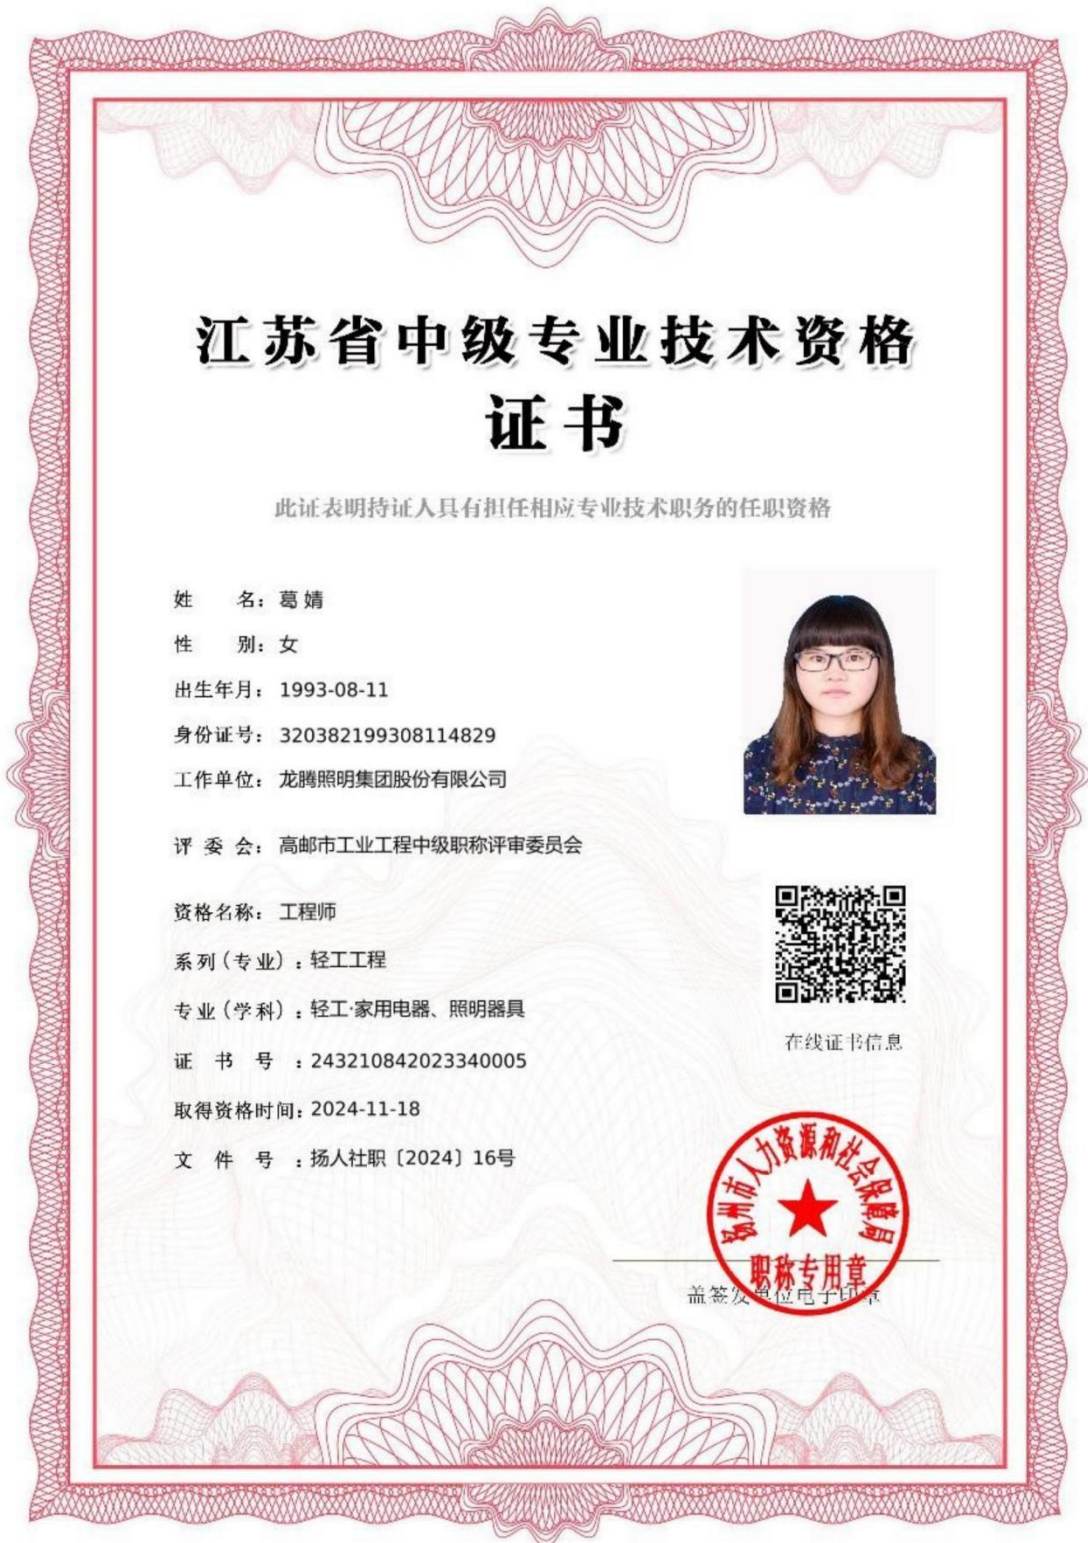 江苏省中级专业技术资格
证书
此证表明持证人具有担任相应专业技术职务的任职资格
姓 名：葛婧
性 别：女
出生年月：1993-08-11
身份证号：320382199308114829
工作单位：龙腾照明集团股份有限公司
评 委 会：高邮市工业工程中级职称评审委员会
资格名称：工程师
系列(专业)：轻工工程
专业(学科)：轻工·家用电器、照明器具
证 书 号：243210842023340005
取得资格时间：2024-11-18
文 件 号：扬人社职〔2024〕16号
在线证书信息
扬州市人力资源和社会保障局
职称专用章
盖签发单位电子印章